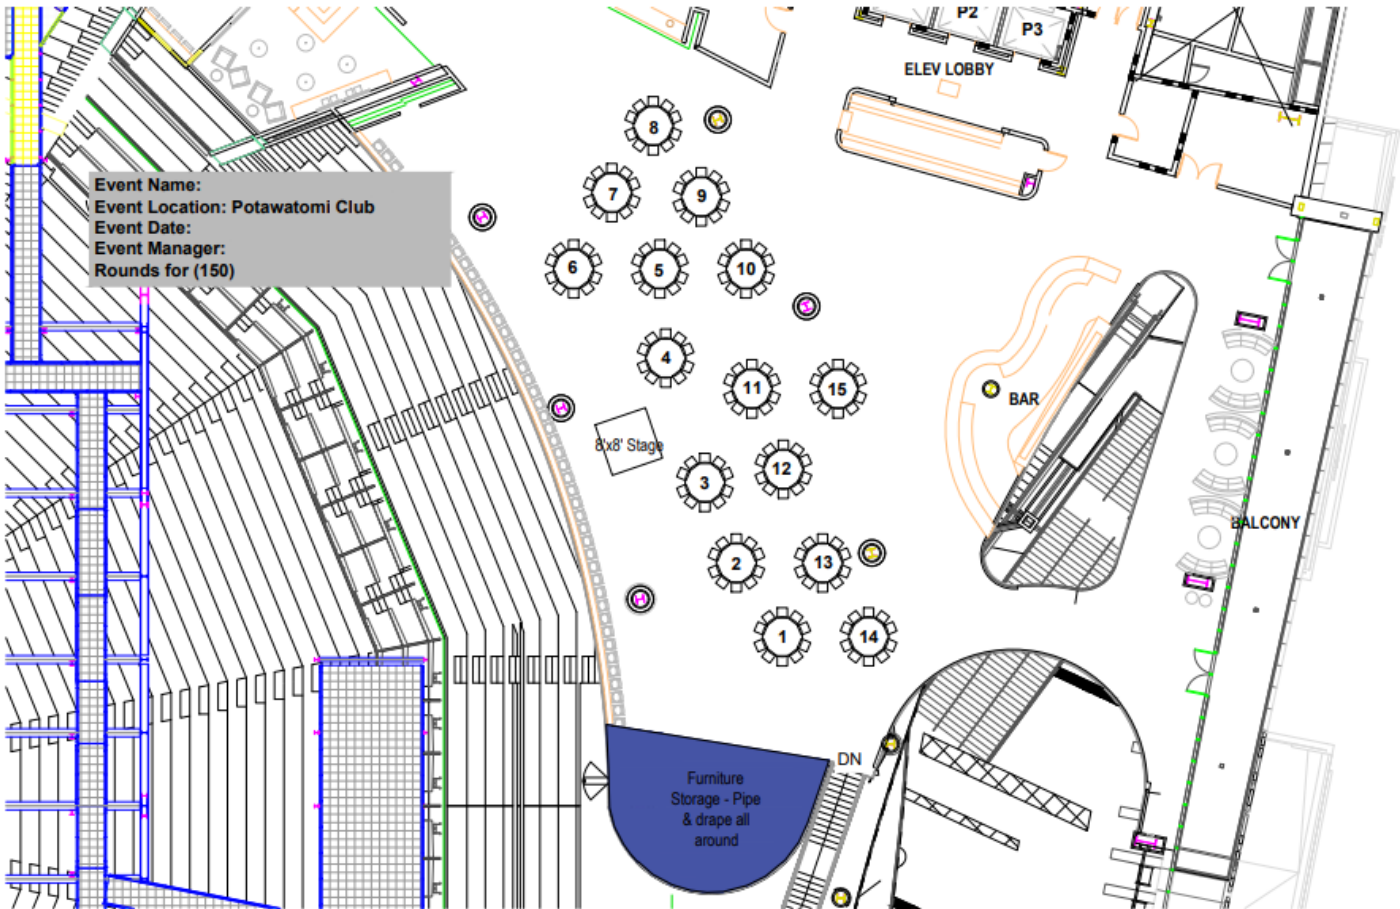 P2
P3
ELEV LOBBY
Event Name:
Event Location: Potawatomi Club
Event Date:
Event Manager:
Rounds for (150)
8
7
9
6
5
10
4
11
15
8'x8' Stage
3
12
2
13
1
14
BAR
BALCONY
DN
Furniture
Storage - Pipe
& drape all
around